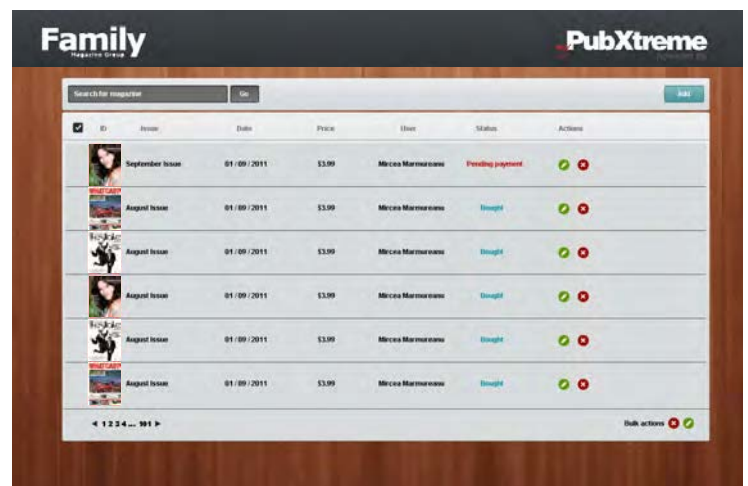 Family
Magazine Group
PubXtreme
Search for magazine Go Add
ID Issue Date Price User Status Actions
September Issue 01 / 09 / 2011 $3.99 Mircea Marmureanu Pending payment
August Issue 01 / 09 / 2011 $3.99 Mircea Marmureanu Bought
August Issue 01 / 09 / 2011 $3.99 Mircea Marmureanu Bought
August Issue 01 / 09 / 2011 $3.99 Mircea Marmureanu Bought
August Issue 01 / 09 / 2011 $3.99 Mircea Marmureanu Bought
August Issue 01 / 09 / 2011 $3.99 Mircea Marmureanu Bought
1 2 3 4 ... 101
Bulk actions